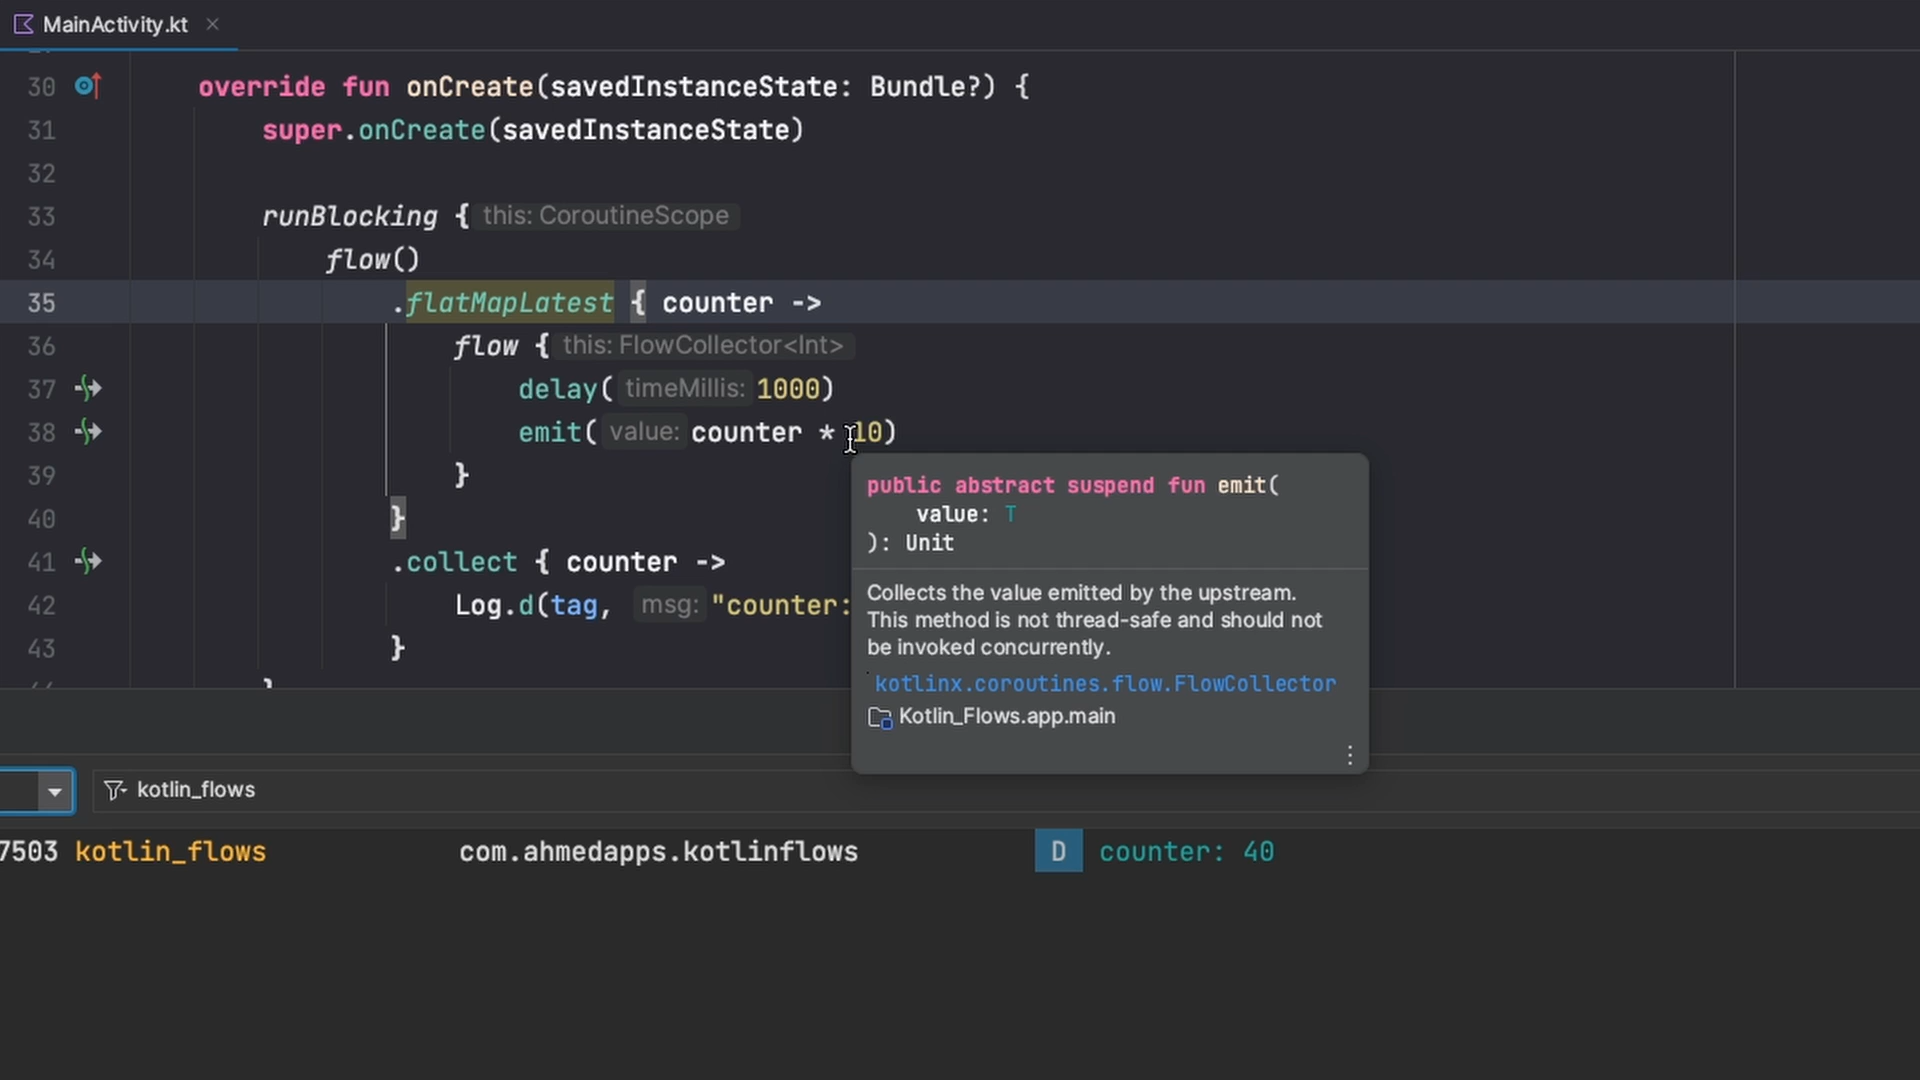 MainActivity.kt
30 override fun onCreate(savedInstanceState: Bundle?) {
31 super.onCreate(savedInstanceState)
32
33 runBlocking { this: CoroutineScope
34 flow()
35 .flatMapLatest { counter ->
36 flow { this: FlowCollector<Int>
37 delay( timeMillis: 1000)
38 emit( value: counter * 10)
39 }
40 }
41 .collect { counter ->
42 Log.d(tag, msg: "counter:
43 }
}
public abstract suspend fun emit(
value: T
): Unit
Collects the value emitted by the upstream.
This method is not thread-safe and should not
be invoked concurrently.
kotlinx.coroutines.flow.FlowCollector
Kotlin_Flows.app.main
kotlin_flows
7503 kotlin_flows com.ahmedapps.kotlinflows D counter: 40